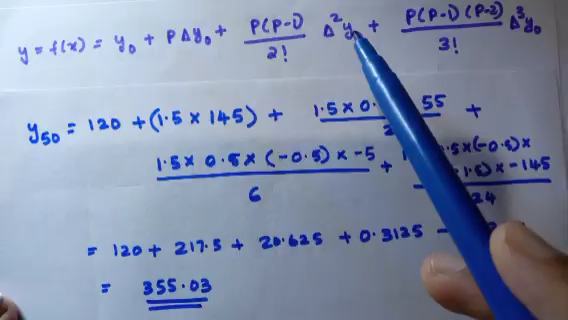 y = f(x) = y₀ + PΔy₀ + P(P-1)/2! Δ²y₀ + P(P-1)(P-2)/3! Δ³y₀
y₅₀ = 120 + (1.5 × 145) + 1.5 × 0. 55 +
1.5 × 0.5 × (-0.5) × -5 / 6 + .5 × (-0.5) × .5) × -145 / 24
= 120 + 217.5 + 20.625 + 0.3125 -
= 355.03